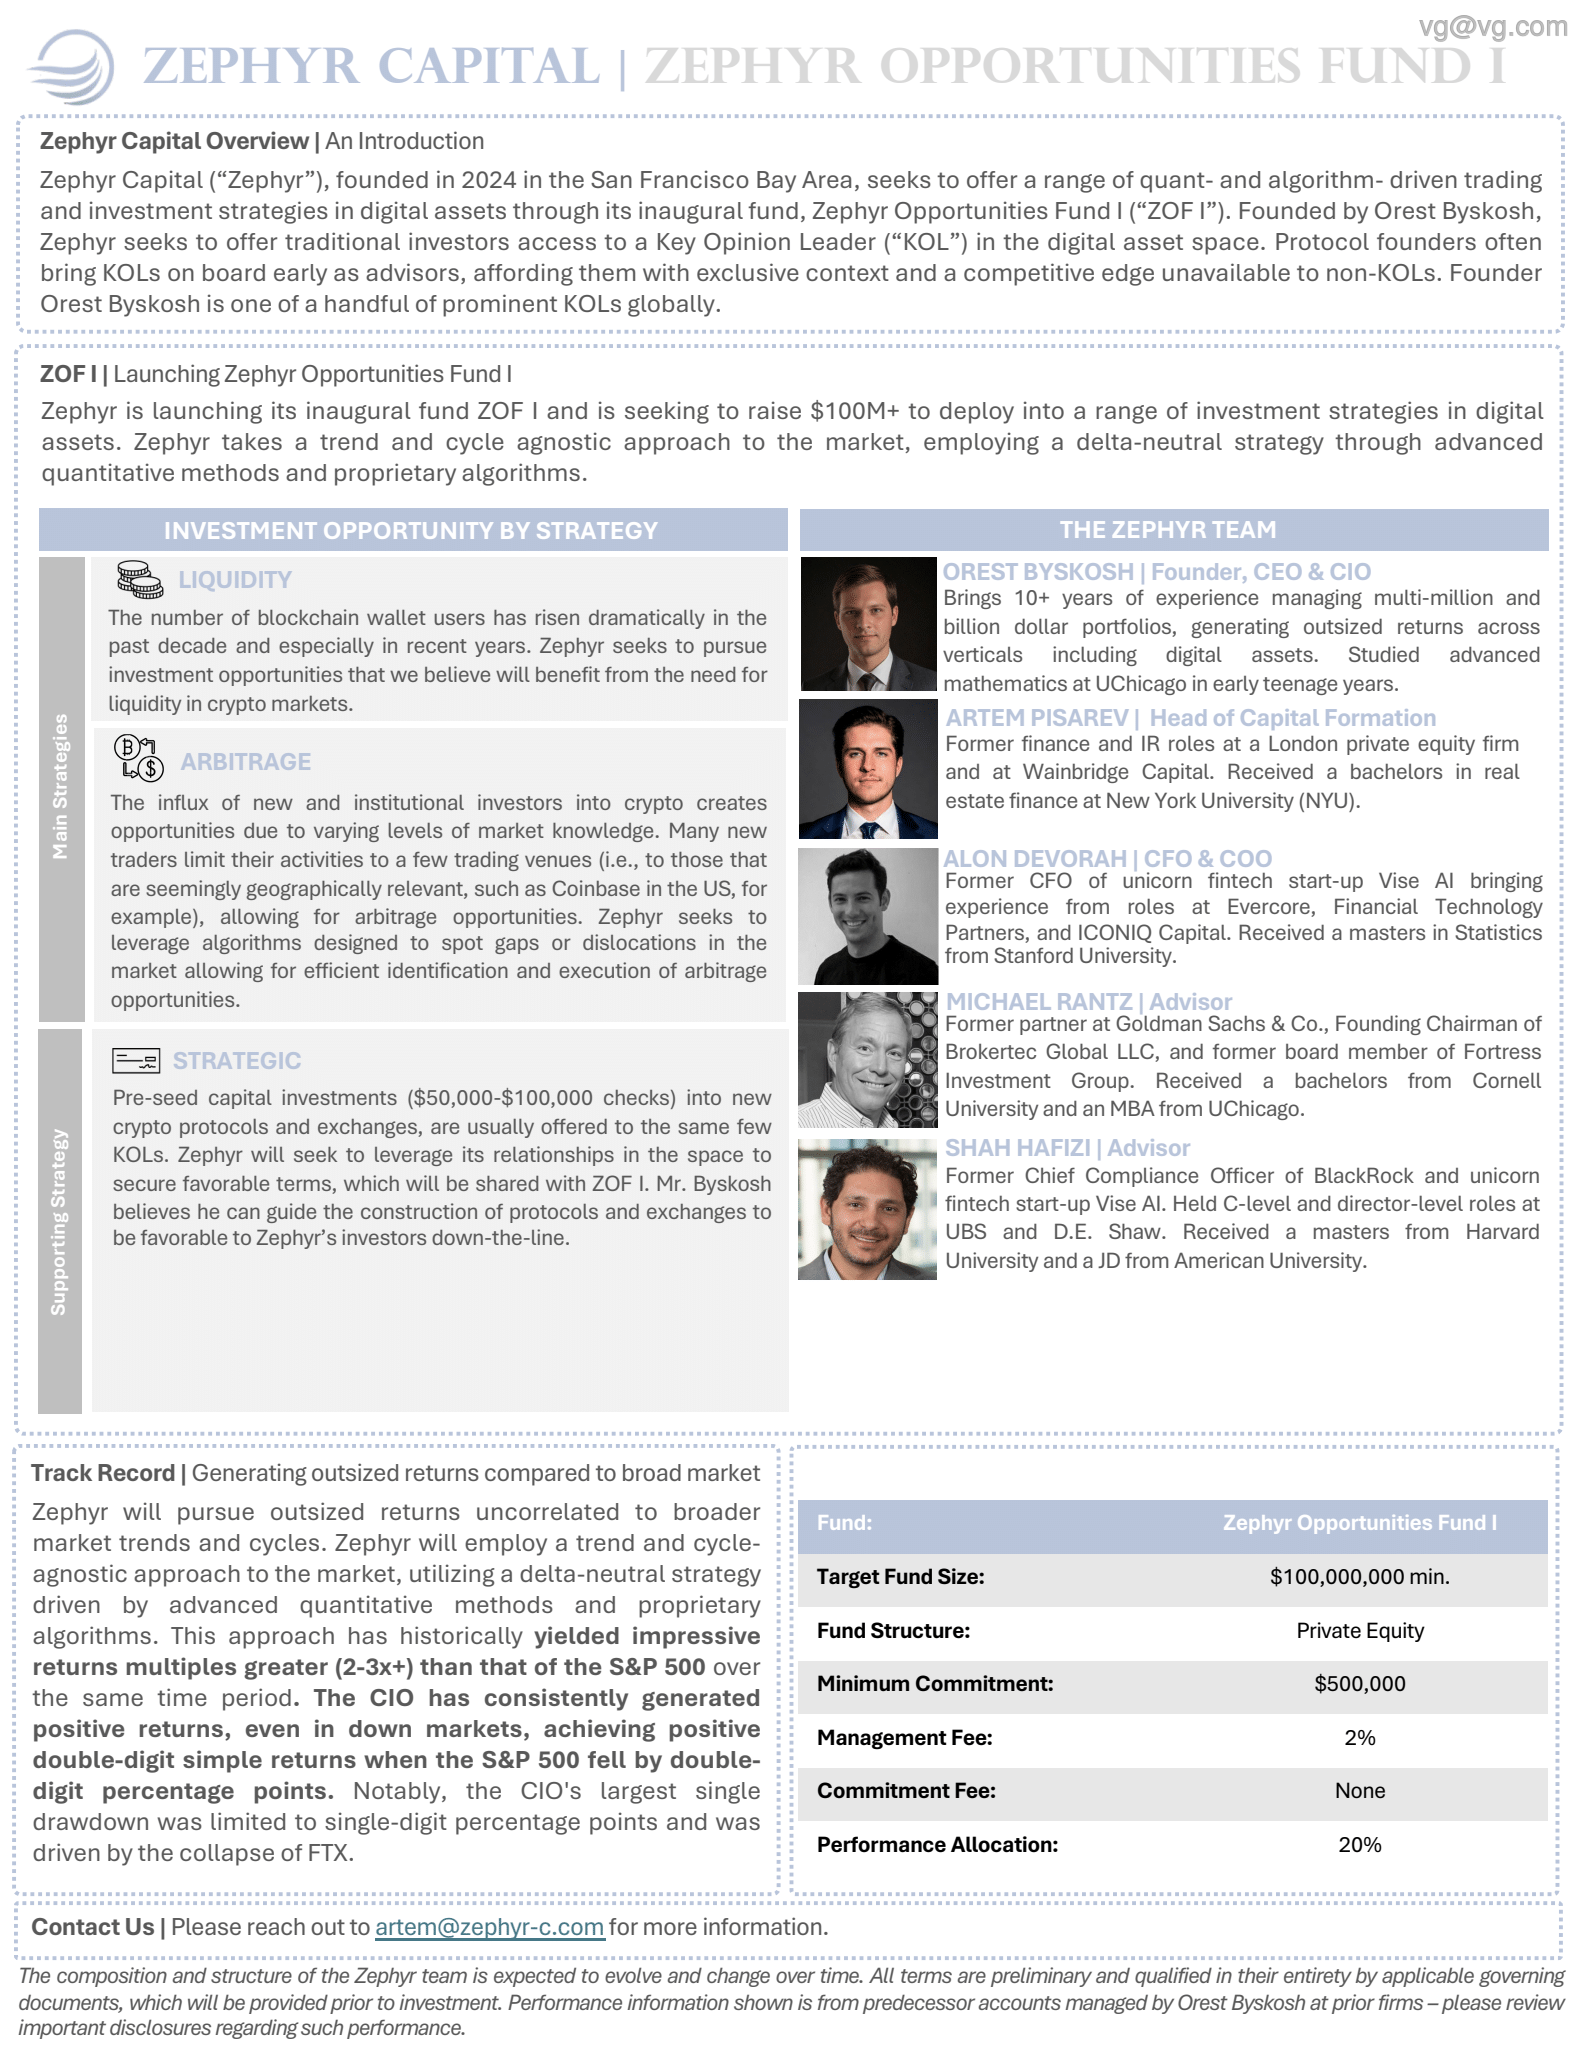 vg@vg.com
ZEPHYR CAPITAL | ZEPHYR OPPORTUNITIES FUND I
Zephyr Capital Overview | An Introduction
Zephyr Capital (“Zephyr”), founded in 2024 in the San Francisco Bay Area, seeks to offer a range of quant- and algorithm- driven trading
and investment strategies in digital assets through its inaugural fund, Zephyr Opportunities Fund I (“ZOF I”). Founded by Orest Byskosh,
Zephyr seeks to offer traditional investors access to a Key Opinion Leader (“KOL”) in the digital asset space. Protocol founders often
bring KOLs on board early as advisors, affording them with exclusive context and a competitive edge unavailable to non-KOLs. Founder
Orest Byskosh is one of a handful of prominent KOLs globally.
ZOF I | Launching Zephyr Opportunities Fund I
Zephyr is launching its inaugural fund ZOF I and is seeking to raise $100M+ to deploy into a range of investment strategies in digital
assets. Zephyr takes a trend and cycle agnostic approach to the market, employing a delta-neutral strategy through advanced
quantitative methods and proprietary algorithms.
INVESTMENT OPPORTUNITY BY STRATEGY
Main Strategies
LIQUIDITY
The number of blockchain wallet users has risen dramatically in the
past decade and especially in recent years. Zephyr seeks to pursue
investment opportunities that we believe will benefit from the need for
liquidity in crypto markets.
ARBITRAGE
The influx of new and institutional investors into crypto creates
opportunities due to varying levels of market knowledge. Many new
traders limit their activities to a few trading venues (i.e., to those that
are seemingly geographically relevant, such as Coinbase in the US, for
example), allowing for arbitrage opportunities. Zephyr seeks to
leverage algorithms designed to spot gaps or dislocations in the
market allowing for efficient identification and execution of arbitrage
opportunities.
Supporting Strategy
STRATEGIC
Pre-seed capital investments ($50,000-$100,000 checks) into new
crypto protocols and exchanges, are usually offered to the same few
KOLs. Zephyr will seek to leverage its relationships in the space to
secure favorable terms, which will be shared with ZOF I. Mr. Byskosh
believes he can guide the construction of protocols and exchanges to
be favorable to Zephyr’s investors down-the-line.
THE ZEPHYR TEAM
OREST BYSKOSH | Founder, CEO & CIO
Brings 10+ years of experience managing multi-million and
billion dollar portfolios, generating outsized returns across
verticals including digital assets. Studied advanced
mathematics at UChicago in early teenage years.
ARTEM PISAREV | Head of Capital Formation
Former finance and IR roles at a London private equity firm
and at Wainbridge Capital. Received a bachelors in real
estate finance at New York University (NYU).
ALON DEVORAH | CFO & COO
Former CFO of unicorn fintech start-up Vise AI bringing
experience from roles at Evercore, Financial Technology
Partners, and ICONIQ Capital. Received a masters in Statistics
from Stanford University.
MICHAEL RANTZ | Advisor
Former partner at Goldman Sachs & Co., Founding Chairman of
Brokertec Global LLC, and former board member of Fortress
Investment Group. Received a bachelors from Cornell
University and an MBA from UChicago.
SHAH HAFIZI | Advisor
Former Chief Compliance Officer of BlackRock and unicorn
fintech start-up Vise AI. Held C-level and director-level roles at
UBS and D.E. Shaw. Received a masters from Harvard
University and a JD from American University.
Track Record | Generating outsized returns compared to broad market
Zephyr will pursue outsized returns uncorrelated to broader
market trends and cycles. Zephyr will employ a trend and cycle-
agnostic approach to the market, utilizing a delta-neutral strategy
driven by advanced quantitative methods and proprietary
algorithms. This approach has historically yielded impressive
returns multiples greater (2-3x+) than that of the S&P 500 over
the same time period. The CIO has consistently generated
positive returns, even in down markets, achieving positive
double-digit simple returns when the S&P 500 fell by double-
digit percentage points. Notably, the CIO's largest single
drawdown was limited to single-digit percentage points and was
driven by the collapse of FTX.
Fund: Zephyr Opportunities Fund I
Target Fund Size: $100,000,000 min.
Fund Structure: Private Equity
Minimum Commitment: $500,000
Management Fee: 2%
Commitment Fee: None
Performance Allocation: 20%
Contact Us | Please reach out to artem@zephyr-c.com for more information.
The composition and structure of the Zephyr team is expected to evolve and change over time. All terms are preliminary and qualified in their entirety by applicable governing
documents, which will be provided prior to investment. Performance information shown is from predecessor accounts managed by Orest Byskosh at prior firms – please review
important disclosures regarding such performance.